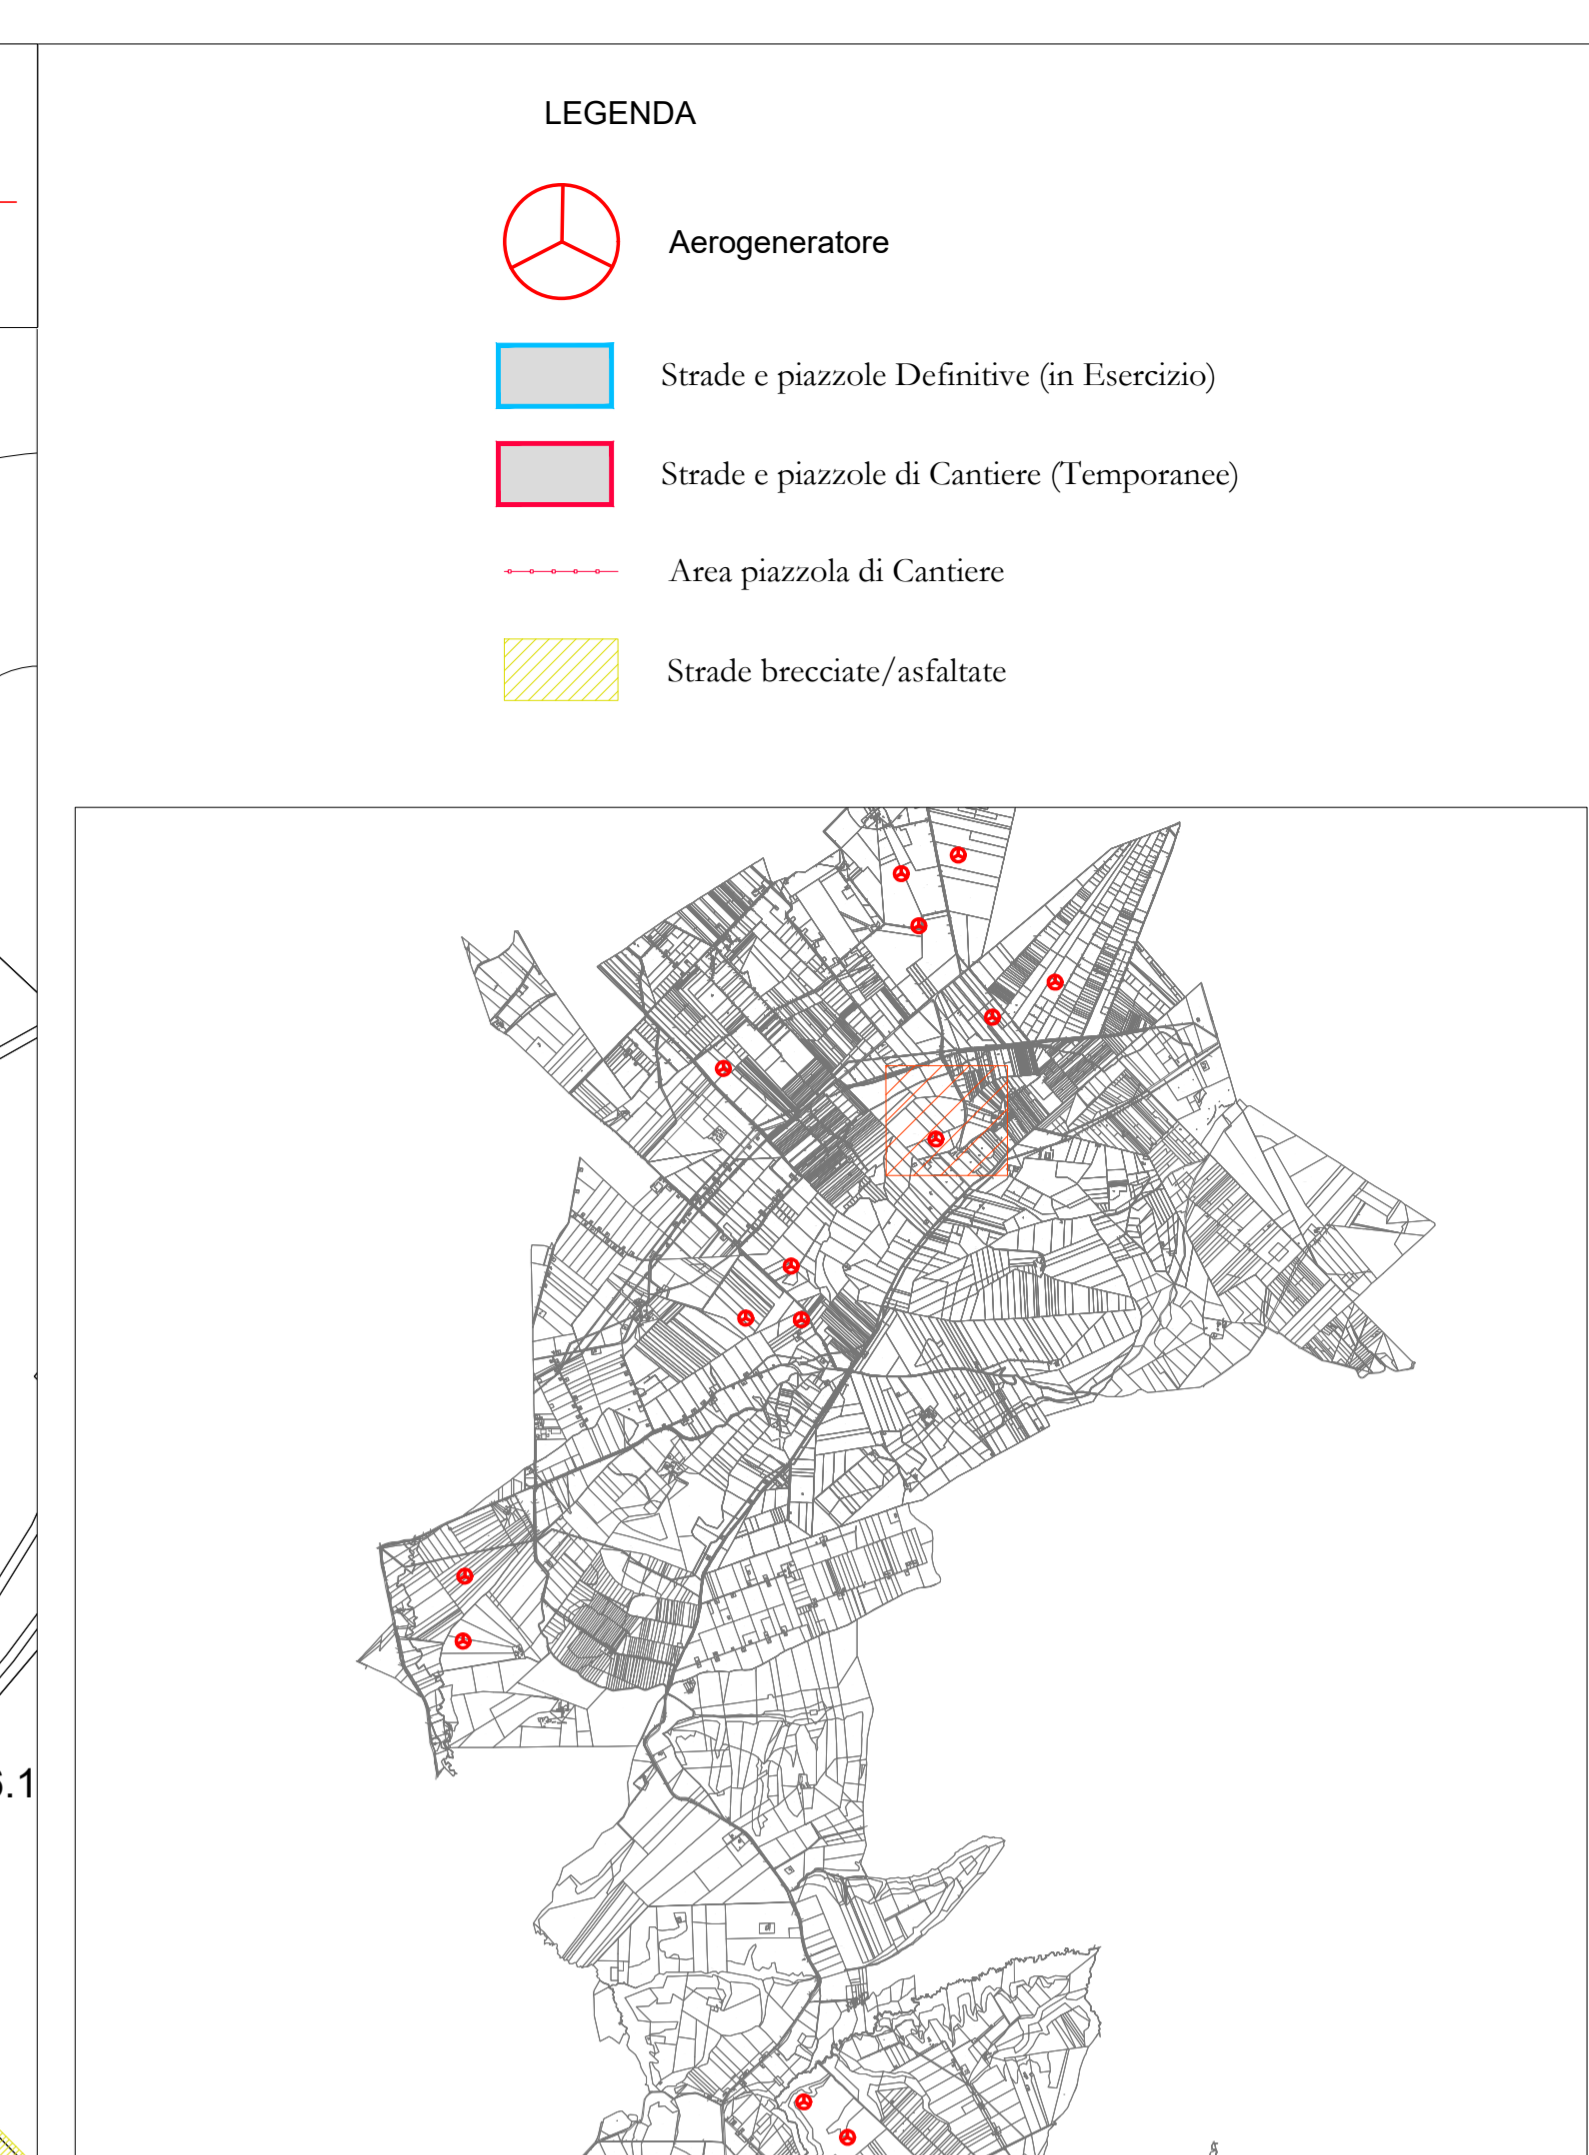 LEGENDA
Aerogeneratore
Strade e piazzole Definitive (in Esercizio)
Strade e piazzole di Cantiere (Temporanee)
Area piazzola di Cantiere
Strade brecciate/asfaltate
.1